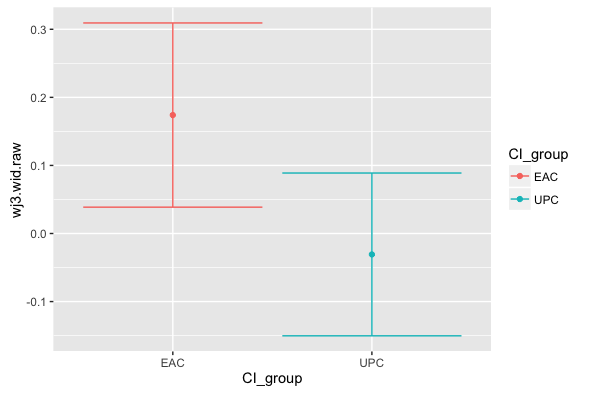 0.3
0.2
0.1
0.0
-0.1
wj3.wid.raw
EAC
UPC
CI_group
CI_group
EAC
UPC